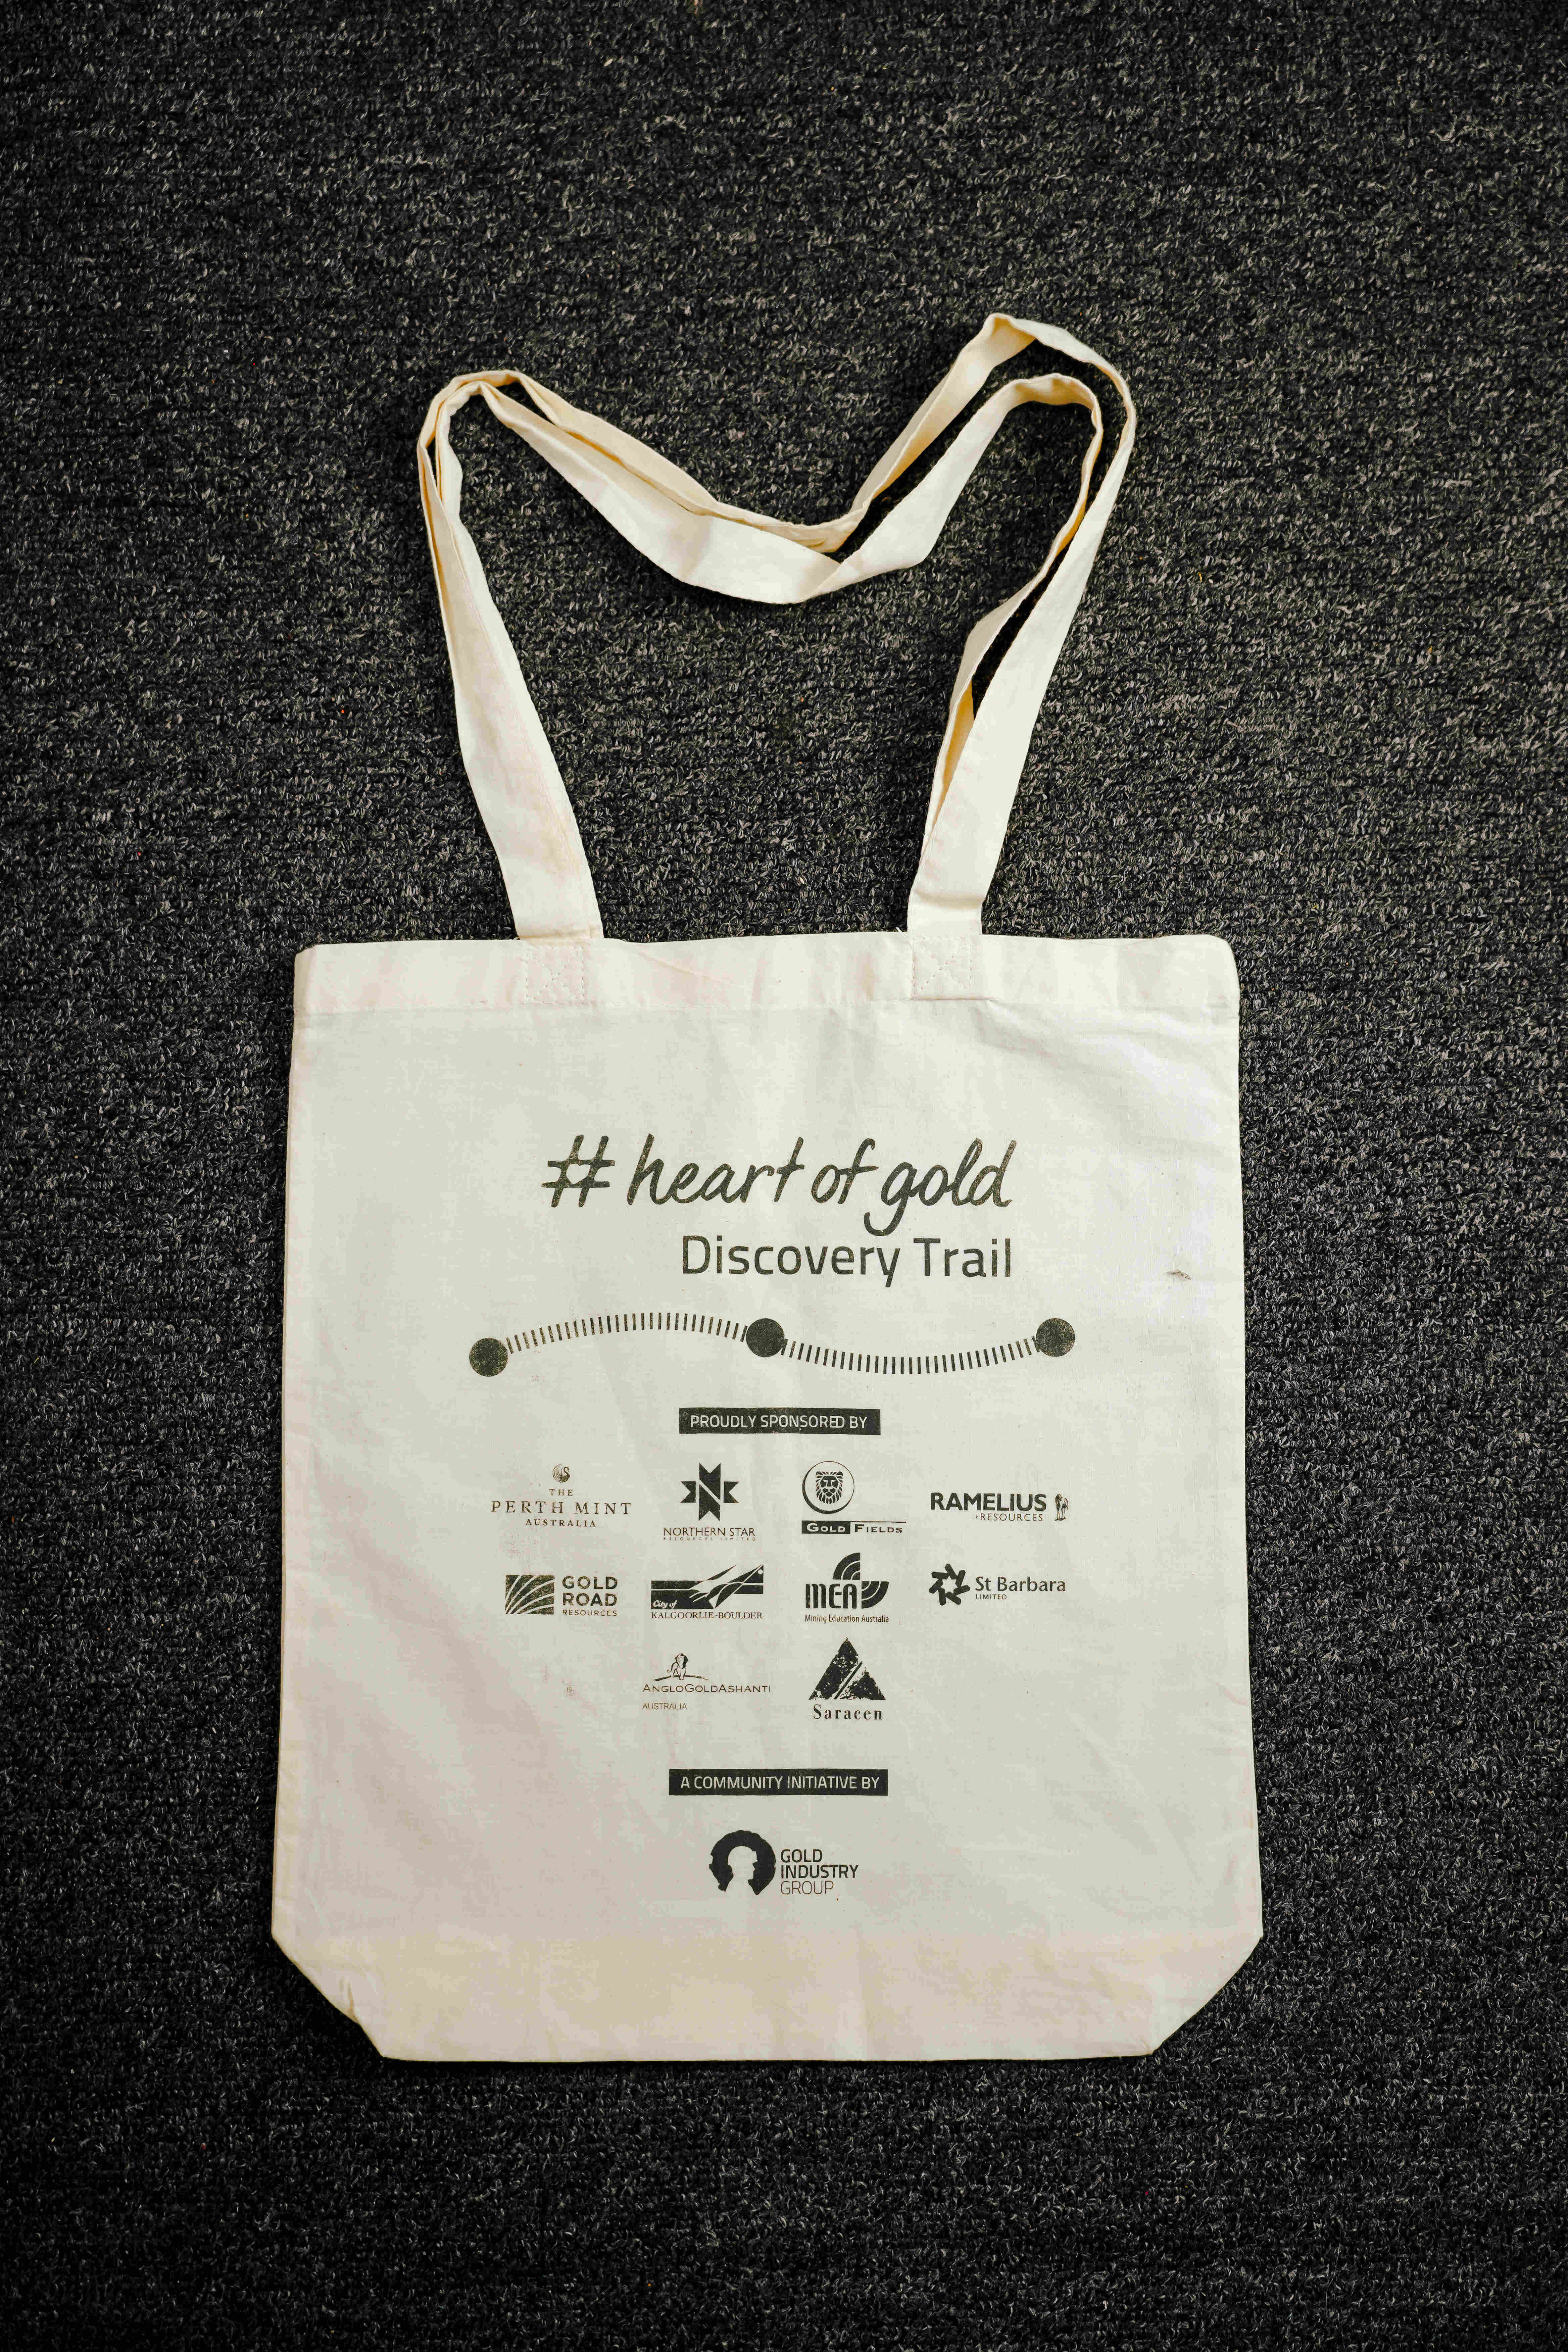 # heart of gold
Discovery Trail
PROUDLY SPONSORED BY
THE
PERTH MINT
AUSTRALIA
NORTHERN STAR
RESOURCES LIMITED
GOLD FIELDS
RAMELIUS
RESOURCES
GOLD
ROAD
RESOURCES
City of
KALGOORLIE-BOULDER
MEA
Mining Education Australia
St Barbara
LIMITED
ANGLOGOLDASHANTI
AUSTRALIA
Saracen
A COMMUNITY INITIATIVE BY
GOLD
INDUSTRY
GROUP